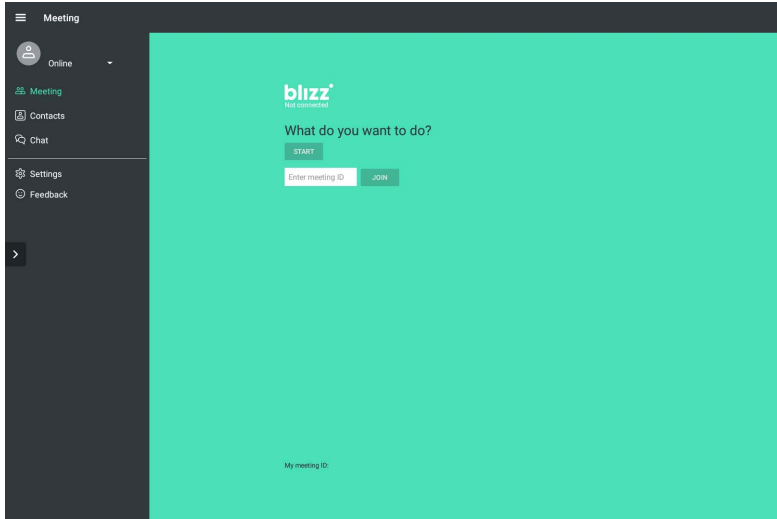 Meeting
Online
Meeting
Contacts
Chat
Settings
Feedback
blizz
Not connected
What do you want to do?
START
Enter meeting ID
JOIN
My meeting ID: